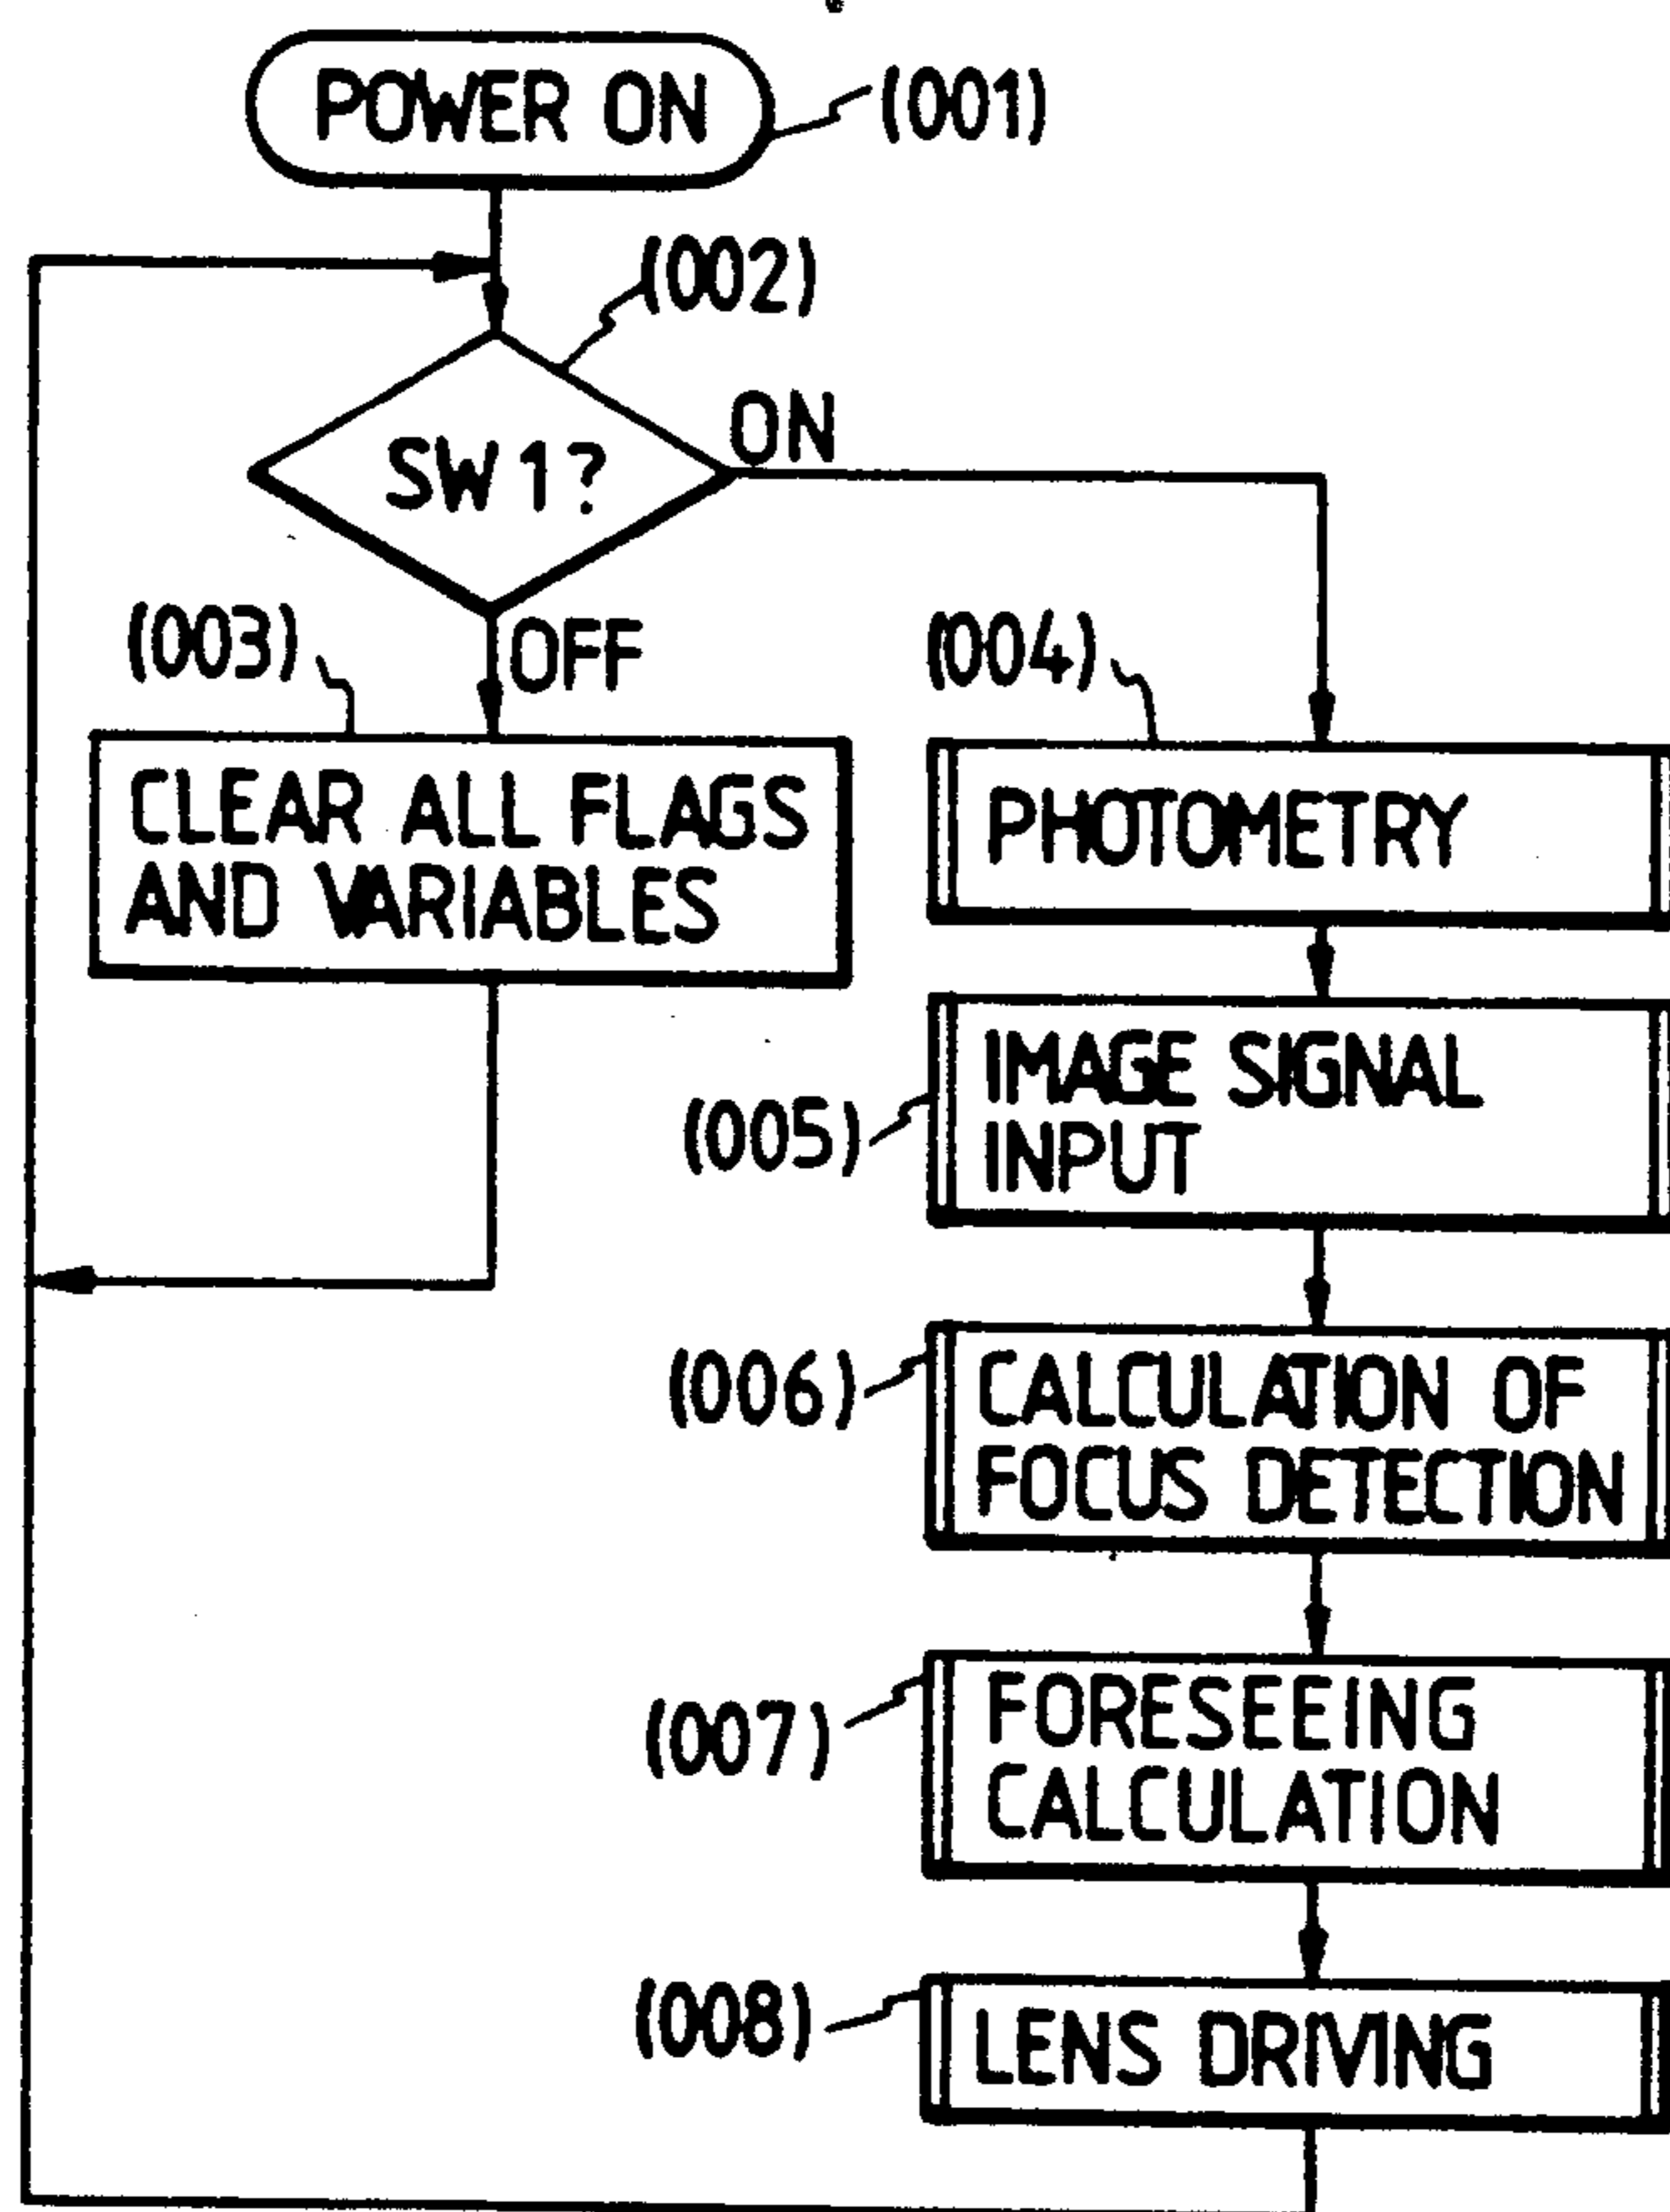 POWER ON
(001)
(002)
SW1?
ON
OFF
(003)
CLEAR ALL FLAGS
AND VARIABLES
(004)
PHOTOMETRY
(005)
IMAGE SIGNAL
INPUT
(006)
CALCULATION OF
FOCUS DETECTION
(007)
FORESEEING
CALCULATION
(008)
LENS DRIVING